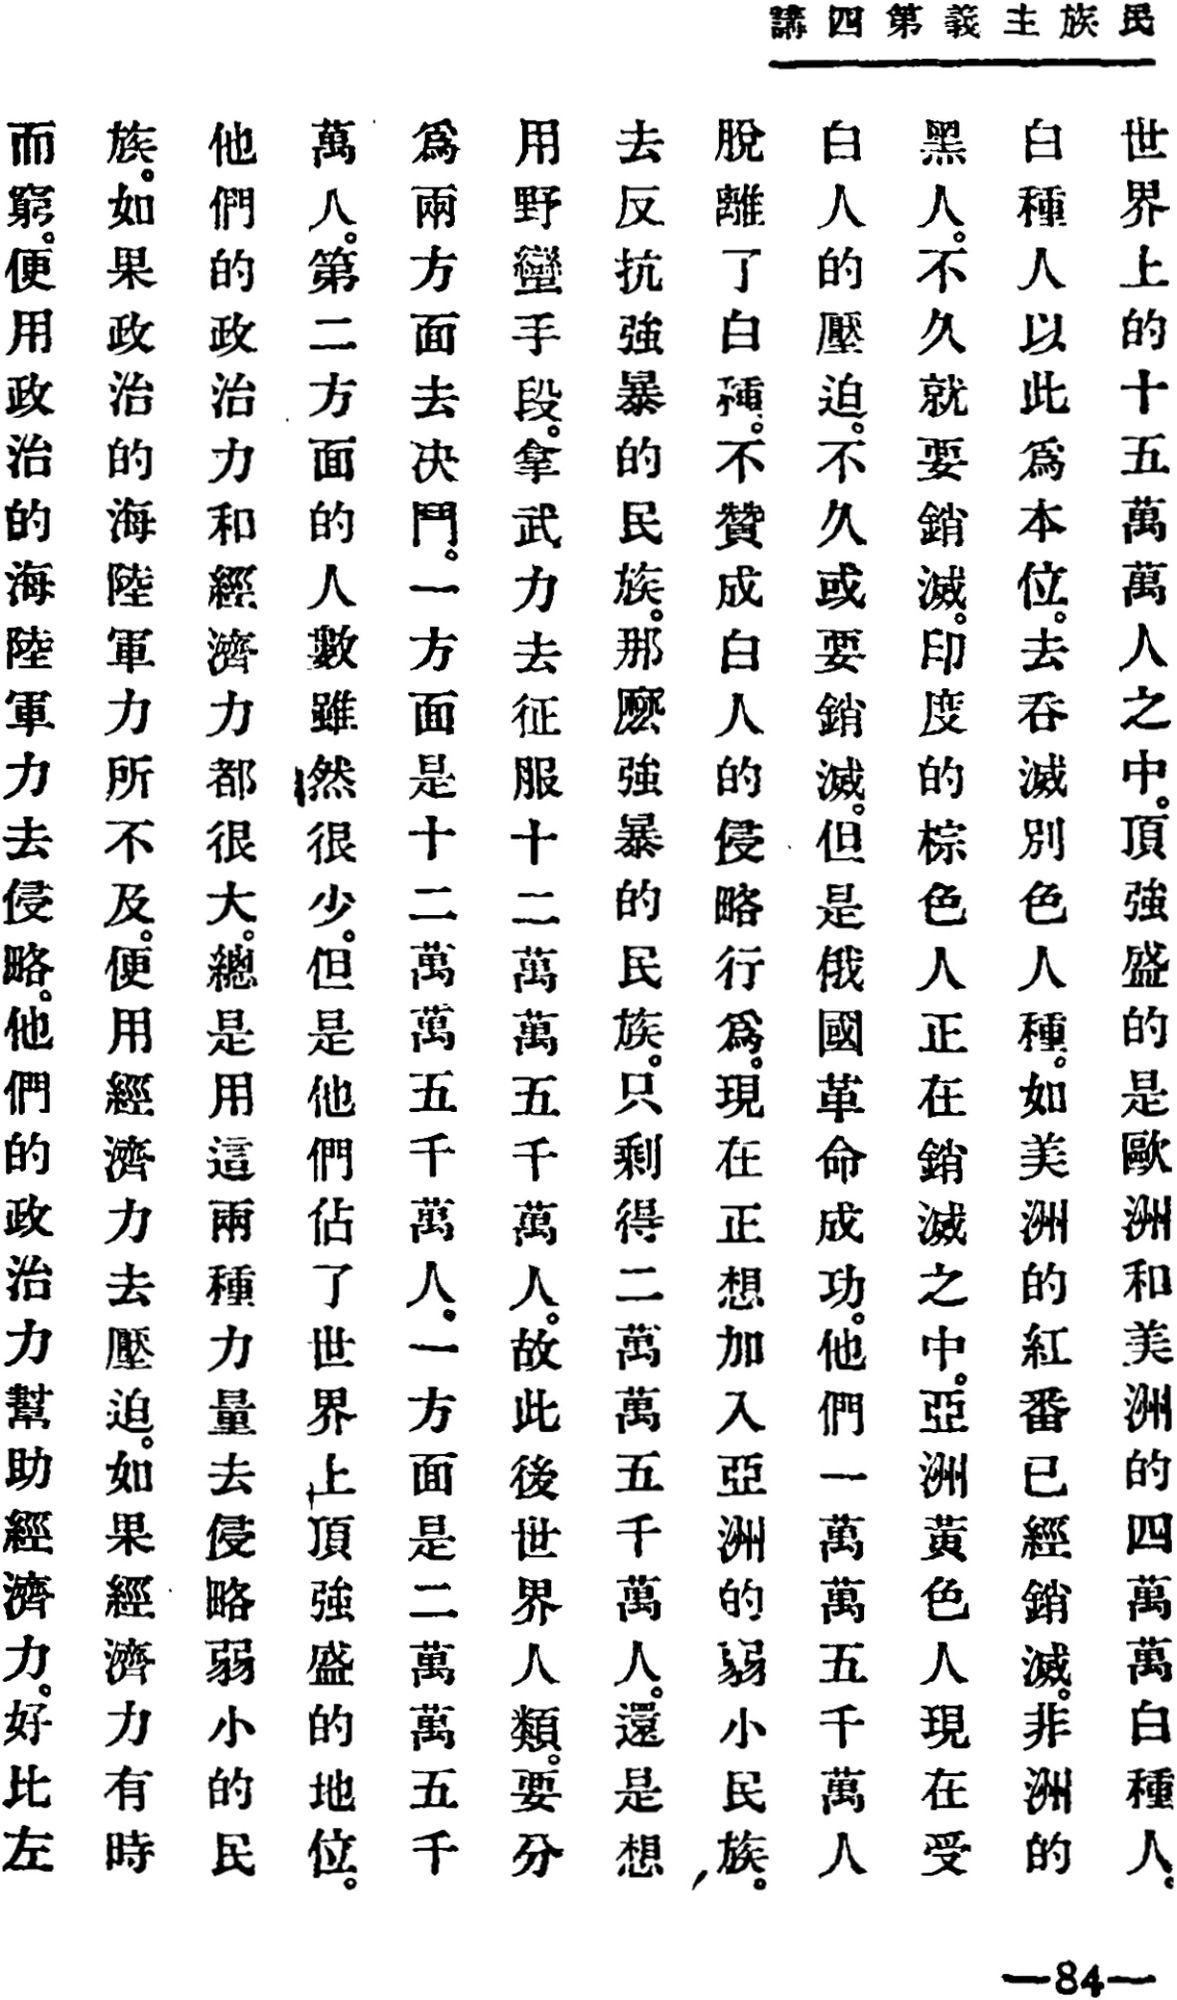 民族主義第四講
世界上的十五萬萬人之中。頂強盛的是歐洲和美洲的四萬萬白種人。
白種人以此爲本位。去吞滅別色人種。如美洲的紅番已經銷滅。非洲的
黑人。不久就要銷滅。印度的棕色人正在銷滅之中。亞洲黃色人現在受
白人的壓迫。不久或要銷滅。但是俄國革命成功。他們一萬萬五千萬人
脫離了白種。不贊成白人的侵略行爲。現在正想加入亞洲的弱小民族。
去反抗強暴的民族。那麼強暴的民族。只剩得二萬萬五千萬人。還是想
用野蠻手段。拿武力去征服十二萬萬五千萬人。故此後世界人類。要分
爲兩方面去決鬥。一方面是十二萬萬五千萬人。一方面是二萬萬五千
萬人。第二方面的人數雖然很少。但是他們佔了世界上頂強盛的地位。
他們的政治力和經濟力都很大。總是用這兩種力量去侵略弱小的民
族。如果政治的海陸軍力所不及。便用經濟力去壓迫。如果經濟力有時
而窮。便用政治的海陸軍力去侵略。他們的政治力幫助經濟力。好比左
—84—